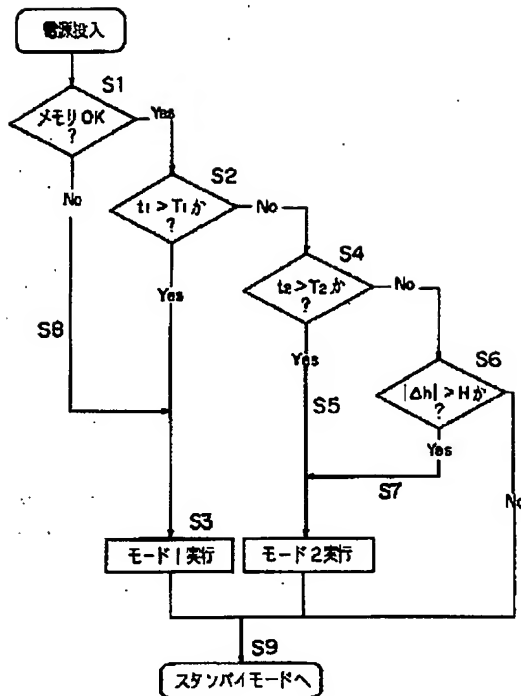 電源投入
S1
メモリOK
?
Yes
No
S2
t1>T1か
?
No
Yes
S4
t2>T2か
?
No
Yes
S8
S6
|Δh|>Hか
?
Yes
No
S5
S7
S3
モード1実行
モード2実行
S9
スタンバイモードへ